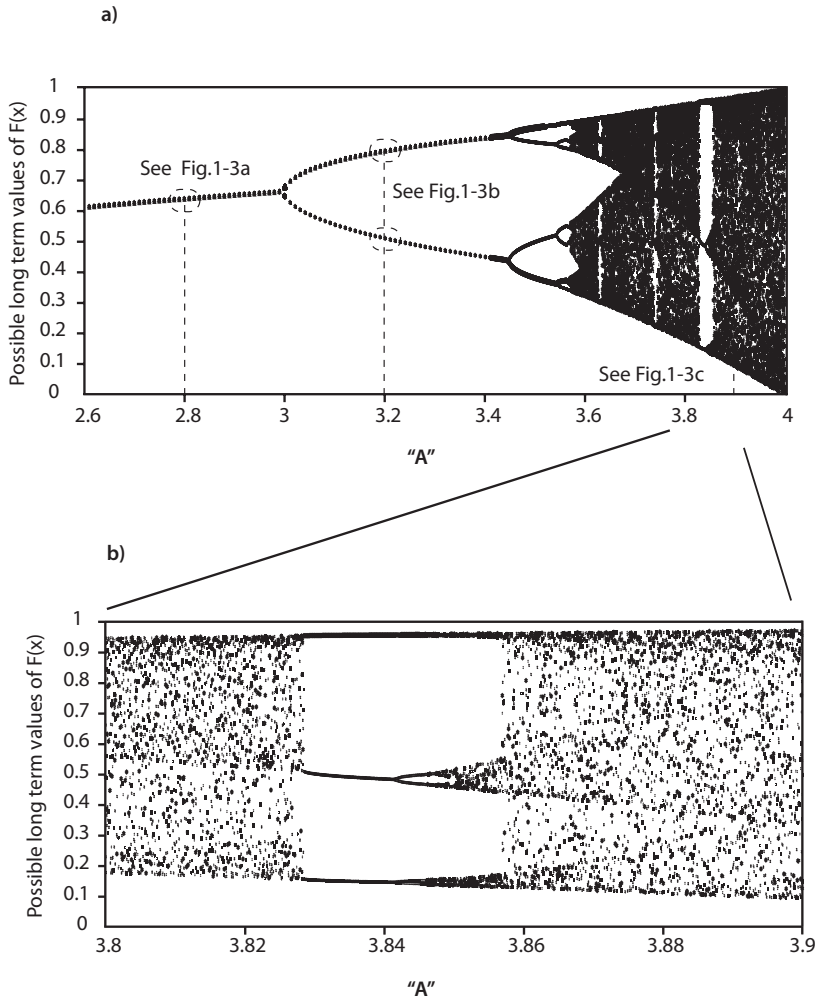 a)
Possible long term values of F(x)
1
0.9
0.8
0.7
0.6
0.5
0.4
0.3
0.2
0.1
0
See Fig.1-3a
See Fig.1-3b
See Fig.1-3c
2.6 2.8 3 3.2 3.4 3.6 3.8 4
“A”
b)
Possible long term values of F(x)
1
0.9
0.8
0.7
0.6
0.5
0.4
0.3
0.2
0.1
0
3.8 3.82 3.84 3.86 3.88 3.9
“A”